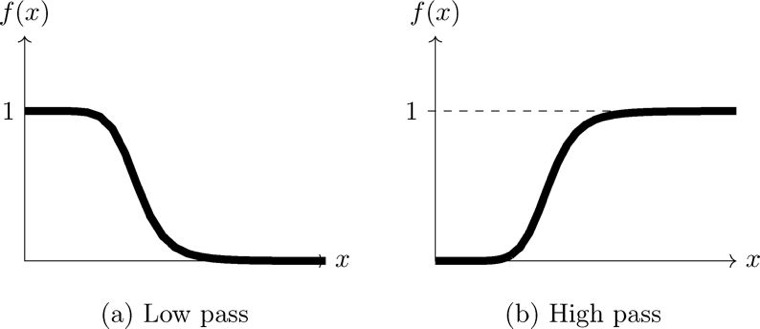 f(x)
1
x
(a) Low pass
f(x)
1
x
(b) High pass